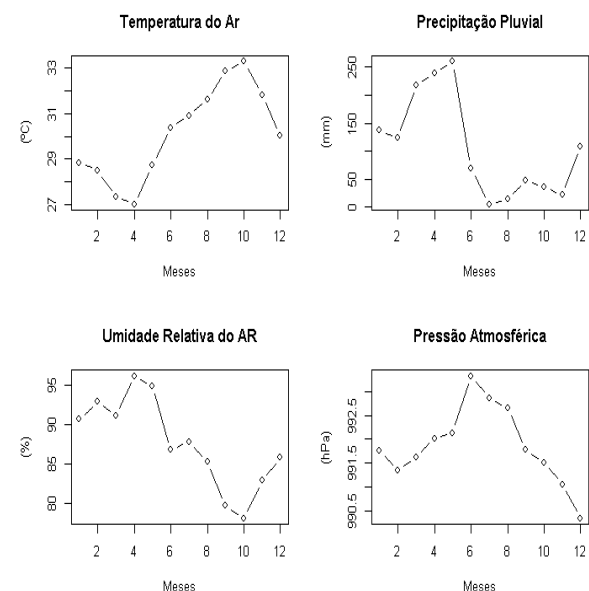 Temperatura do Ar
(ºC)
33
31
29
27
2 4 6 8 10 12
Meses
Precipitação Pluvial
(mm)
250
150
50
0
2 4 6 8 10 12
Meses
Umidade Relativa do AR
(%)
95
90
85
80
2 4 6 8 10 12
Meses
Pressão Atmosférica
(hPa)
992.5
991.5
990.5
2 4 6 8 10 12
Meses